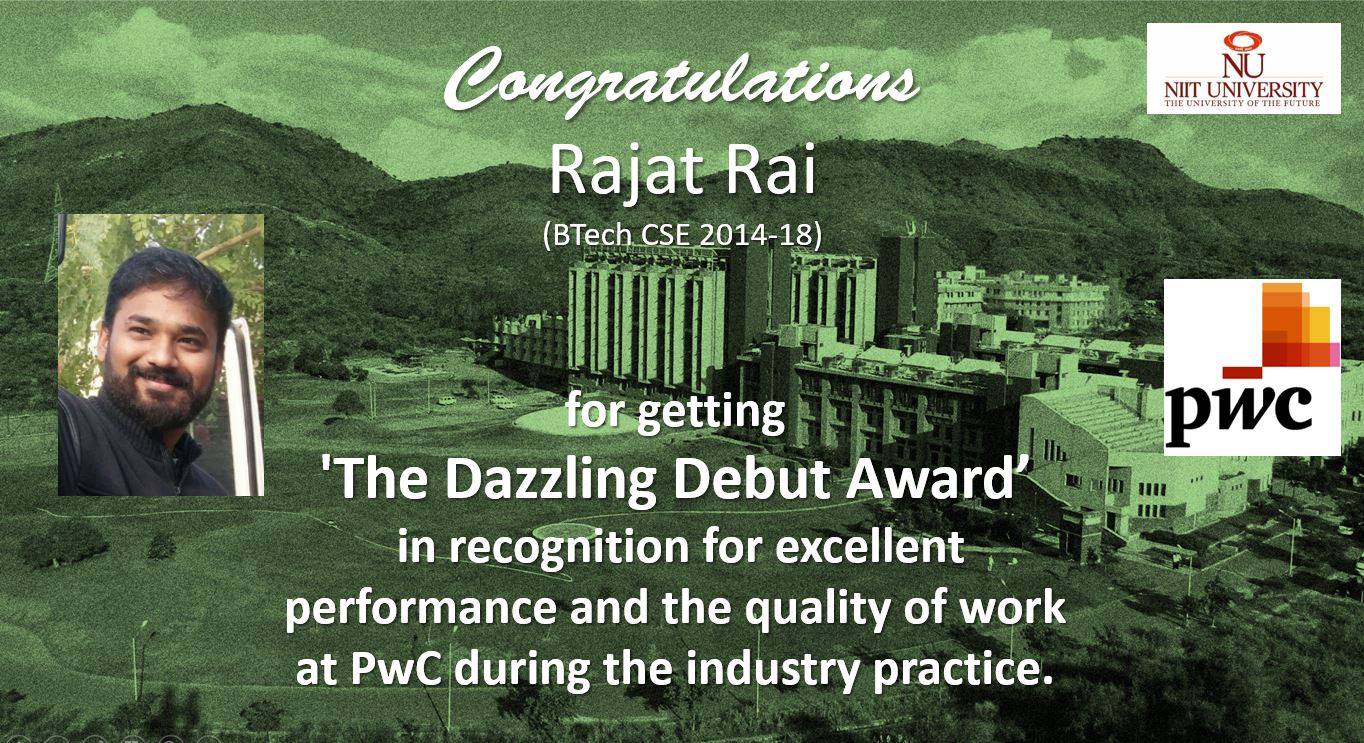 Congratulations
NU
NIIT UNIVERSITY
THE UNIVERSITY OF THE FUTURE
Rajat Rai
(BTech CSE 2014-18)
pwc
for getting
'The Dazzling Debut Award’
in recognition for excellent
performance and the quality of work
at PwC during the industry practice.